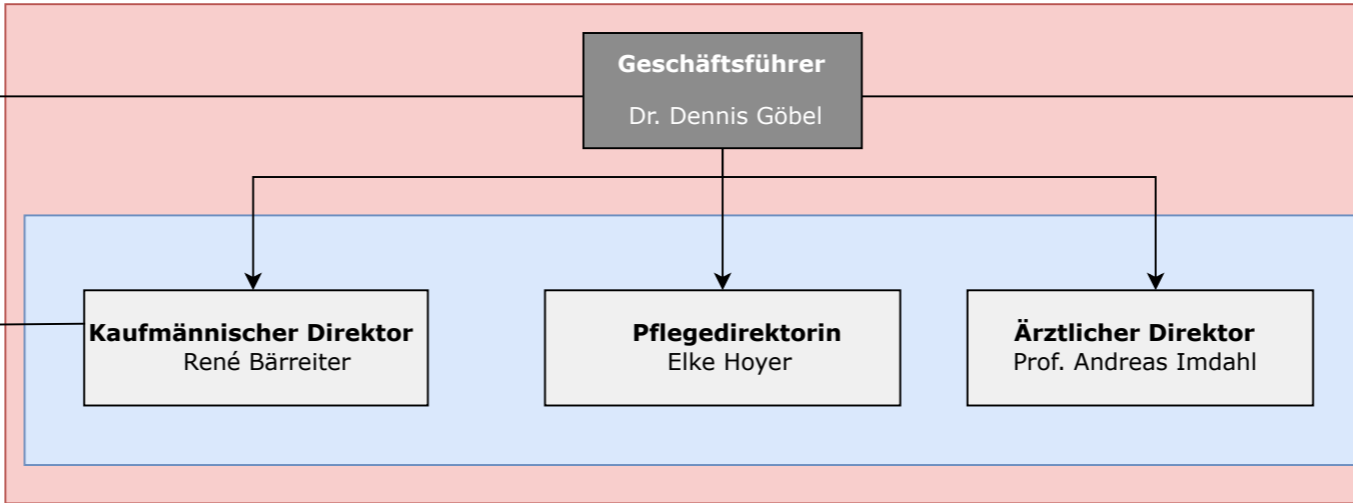 Geschäftsführer
Dr. Dennis Göbel
Kaufmännischer Direktor
René Bärreiter
Pflegedirektorin
Elke Hoyer
Ärztlicher Direktor
Prof. Andreas Imdahl